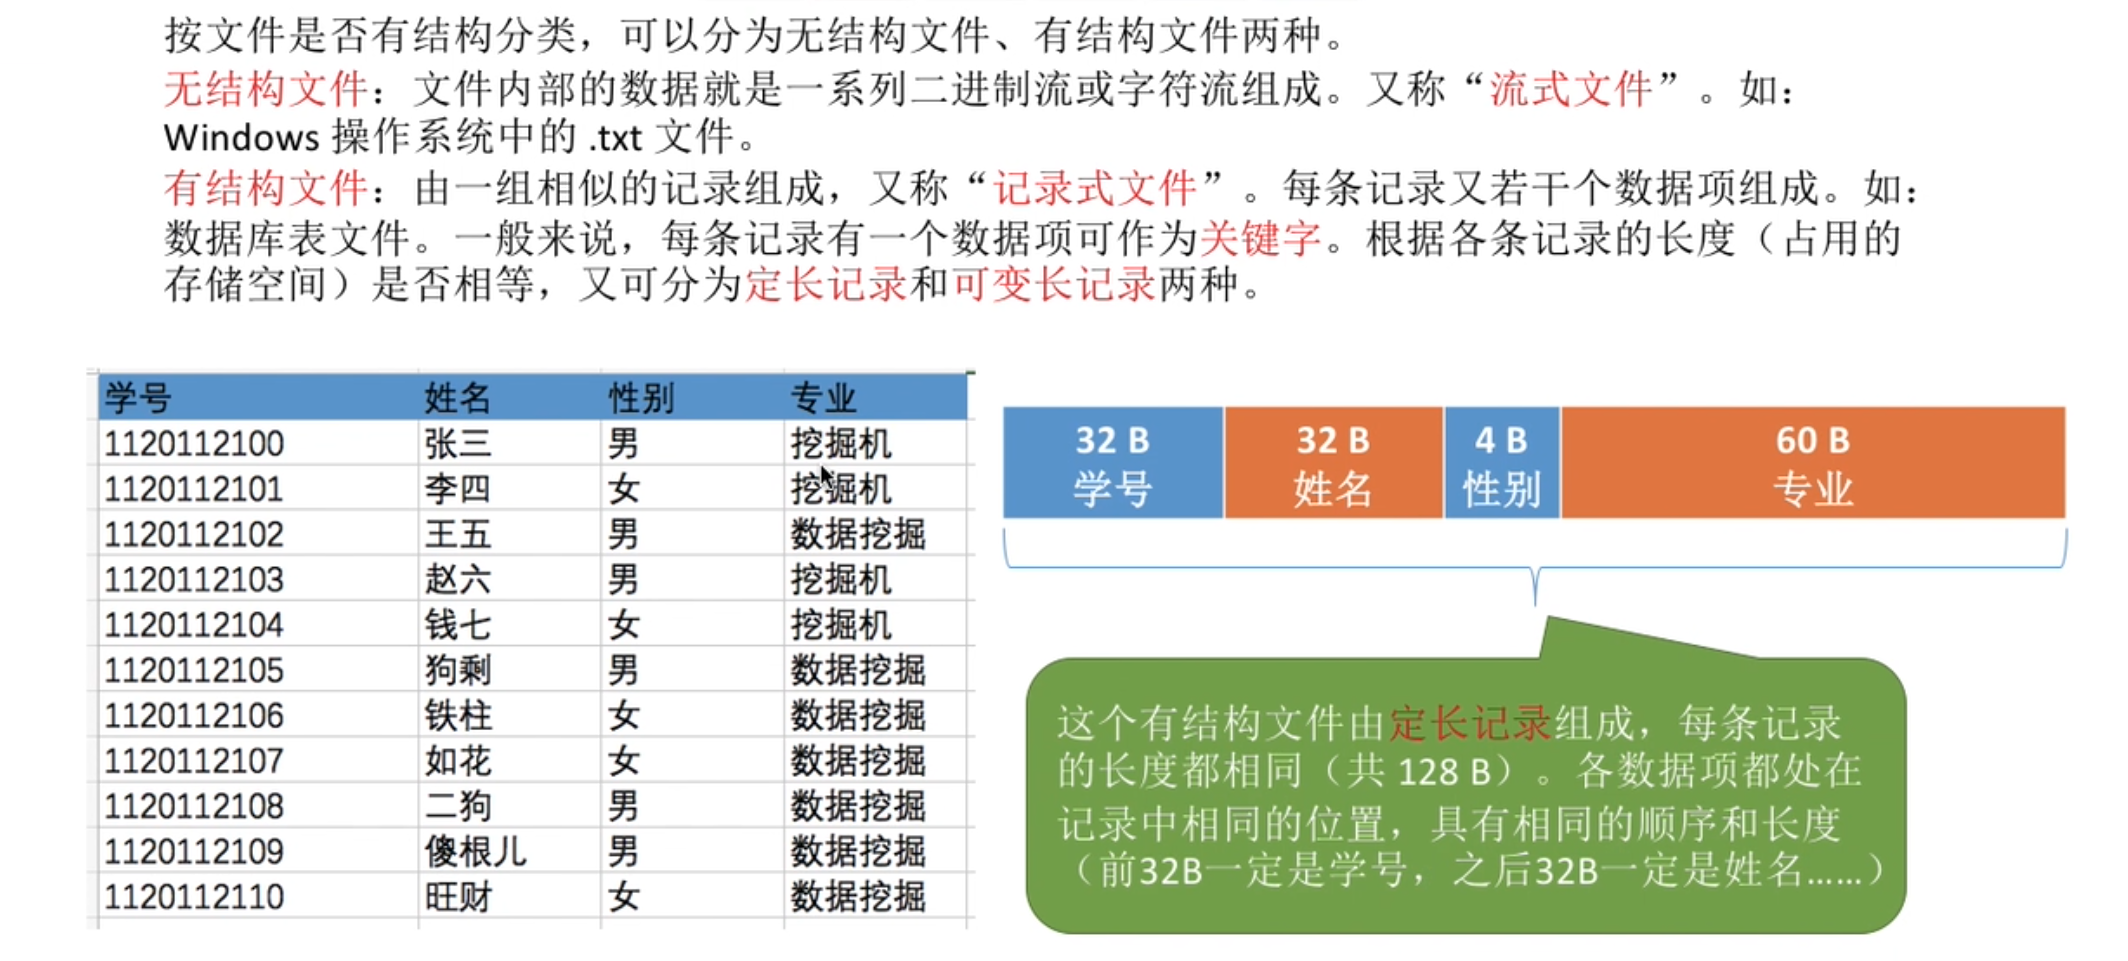 按文件是否有结构分类，可以分为无结构文件、有结构文件两种。
无结构文件：文件内部的数据就是一系列二进制流或字符流组成。又称“流式文件”。如：
Windows 操作系统中的 .txt 文件。
有结构文件：由一组相似的记录组成，又称“记录式文件”。每条记录又若干个数据项组成。如：
数据库表文件。一般来说，每条记录有一个数据项可作为关键字。根据各条记录的长度（占用的
存储空间）是否相等，又可分为定长记录和可变长记录两种。
学号 姓名 性别 专业
1120112100 张三 男 挖掘机
1120112101 李四 女 挖掘机
1120112102 王五 男 数据挖掘
1120112103 赵六 男 挖掘机
1120112104 钱七 女 挖掘机
1120112105 狗剩 男 数据挖掘
1120112106 铁柱 女 数据挖掘
1120112107 如花 女 数据挖掘
1120112108 二狗 男 数据挖掘
1120112109 傻根儿 男 数据挖掘
1120112110 旺财 女 数据挖掘
32 B 32 B 4 B 60 B
学号 姓名 性别 专业
这个有结构文件由定长记录组成，每条记录
的长度都相同（共 128 B）。各数据项都处在
记录中相同的位置，具有相同的顺序和长度
（前32B一定是学号，之后32B一定是姓名……）